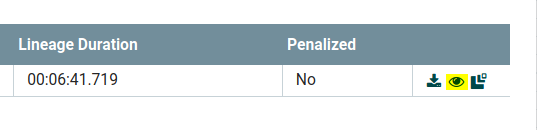 Lineage Duration Penalized
00:06:41.719 No